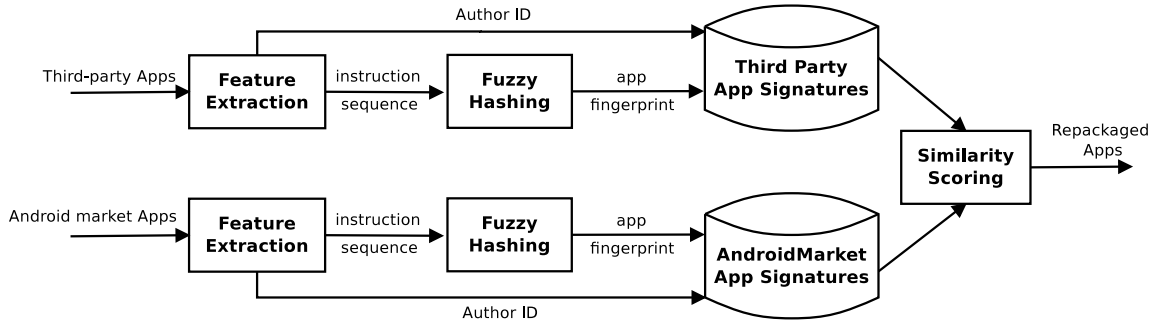 Author ID
Third-party Apps
Feature
Extraction
instruction
sequence
Fuzzy
Hashing
app
fingerprint
Third Party
App Signatures
Similarity
Scoring
Repackaged
Apps
Android market Apps
Feature
Extraction
instruction
sequence
Fuzzy
Hashing
app
fingerprint
AndroidMarket
App Signatures
Author ID